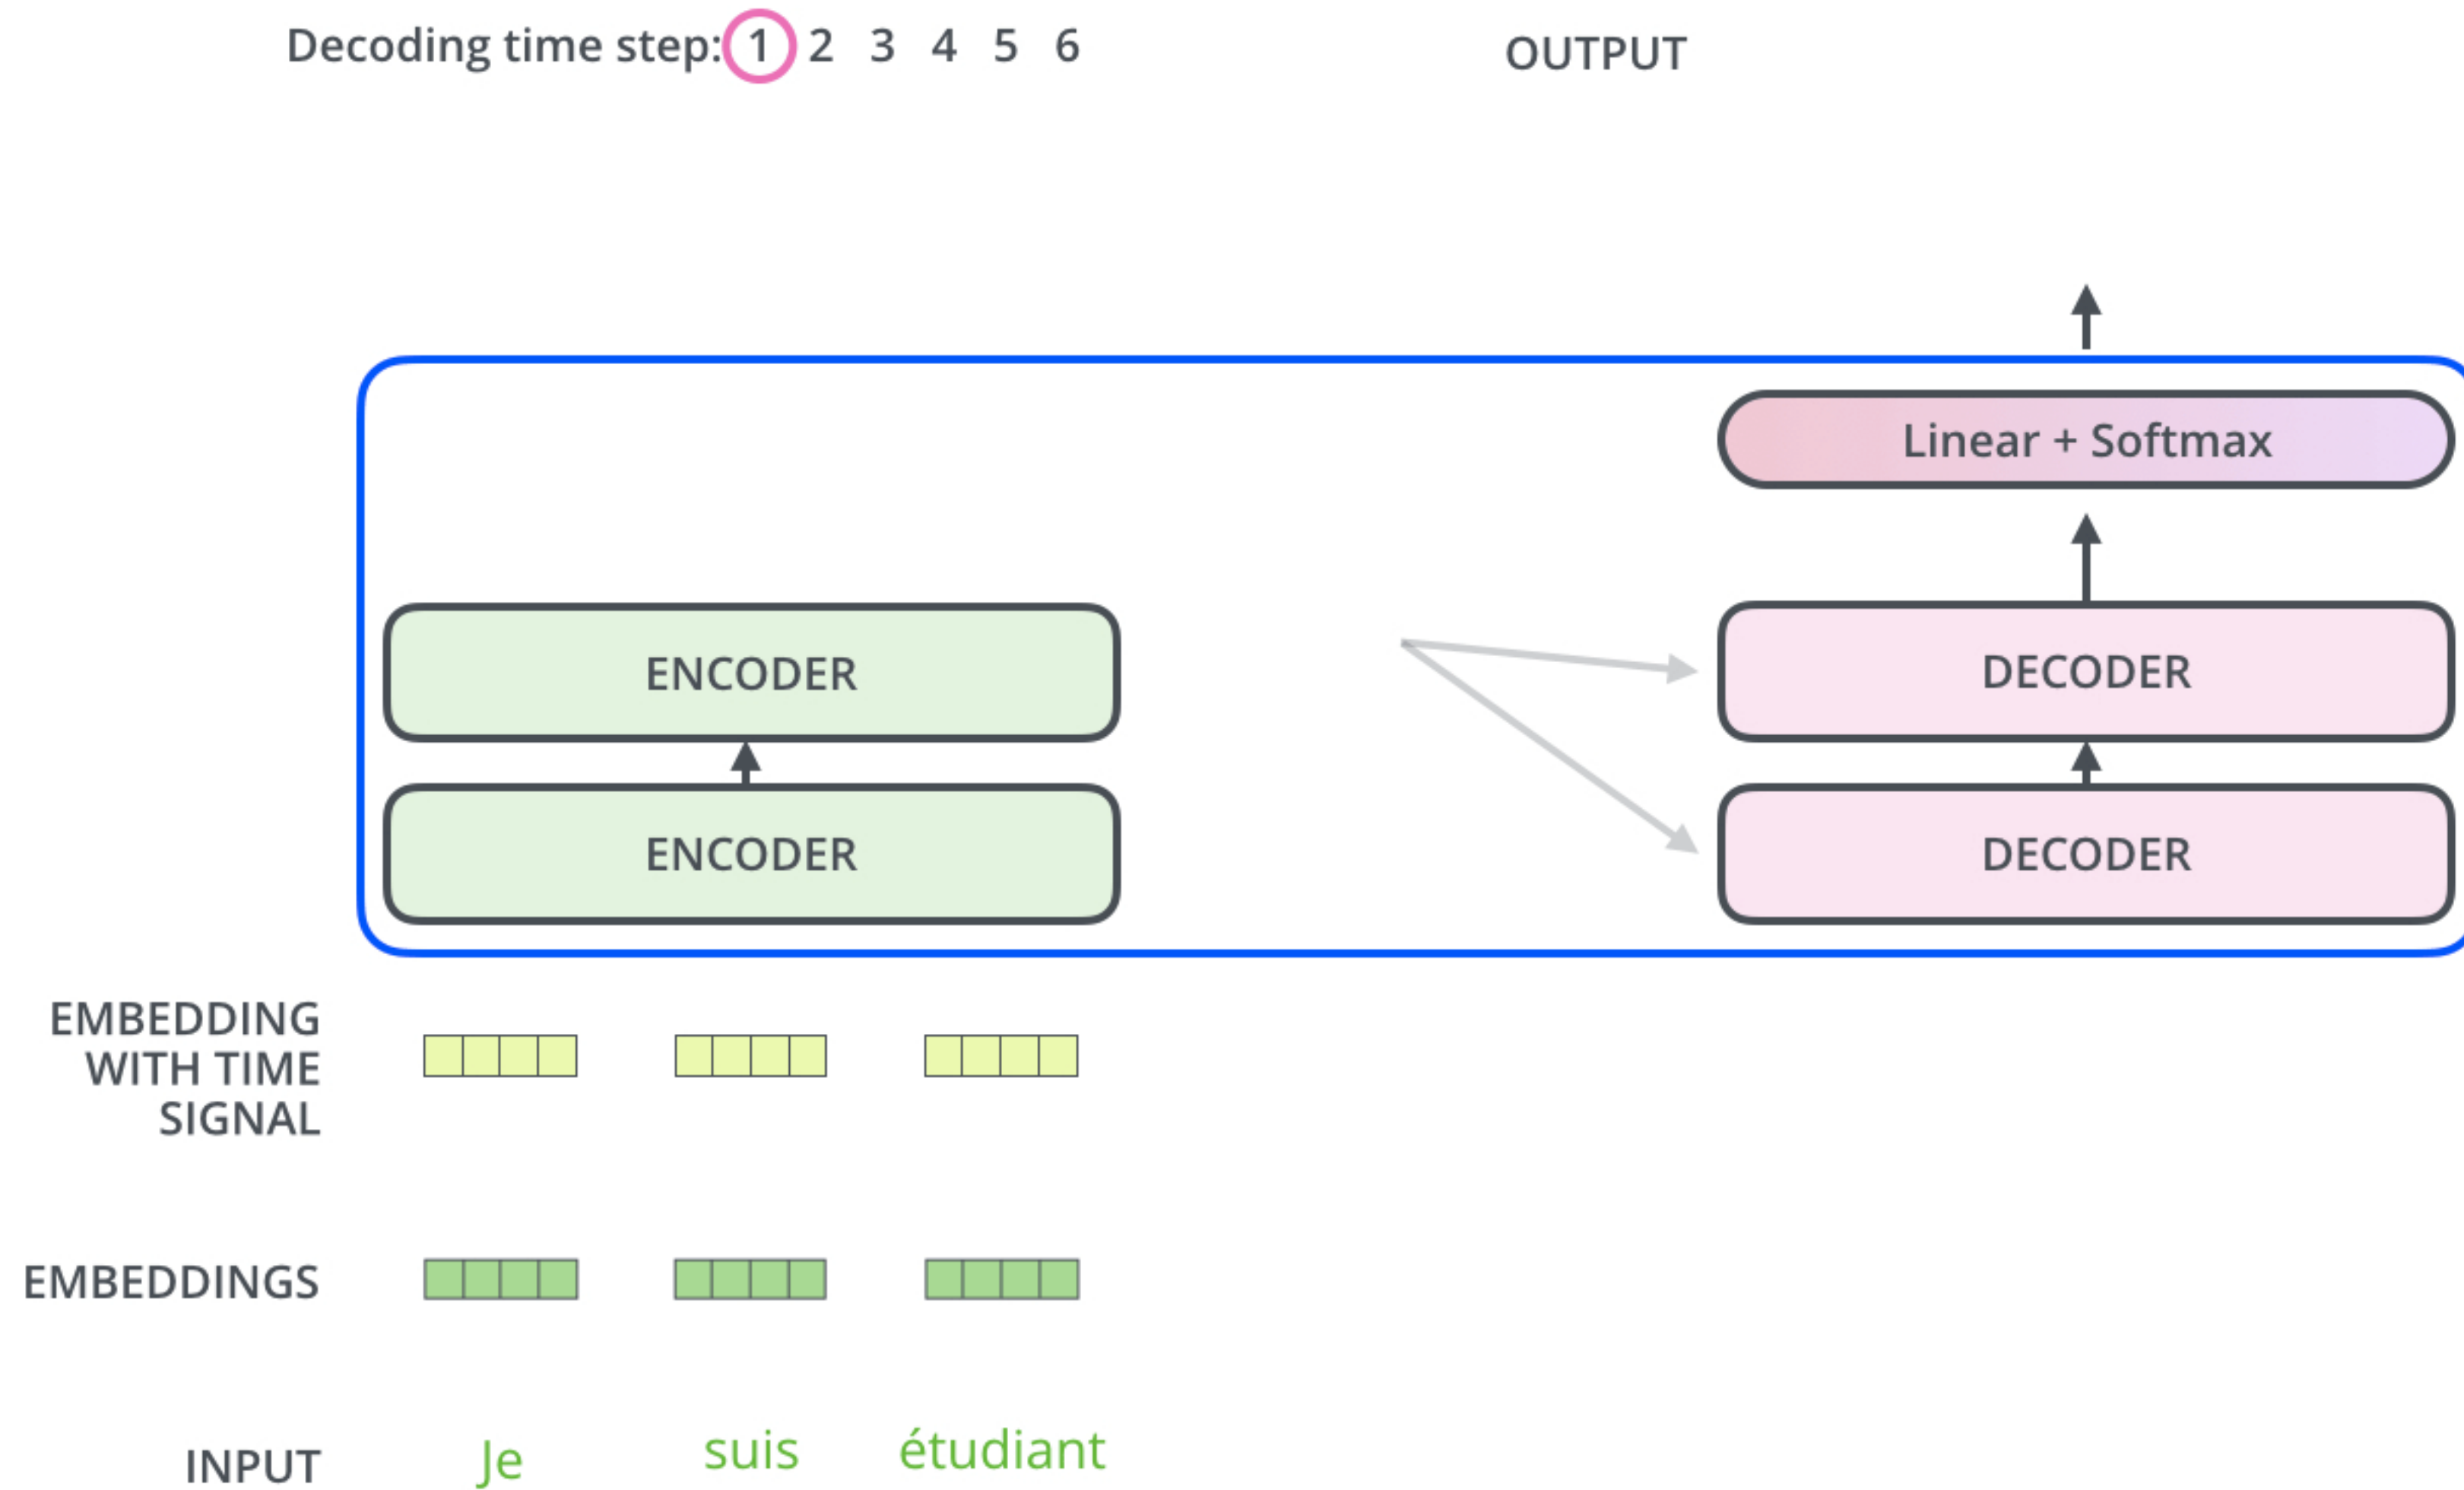 Decoding time step: 1 2 3 4 5 6
OUTPUT
Linear + Softmax
ENCODER
DECODER
ENCODER
DECODER
EMBEDDING
WITH TIME
SIGNAL
EMBEDDINGS
INPUT Je suis étudiant